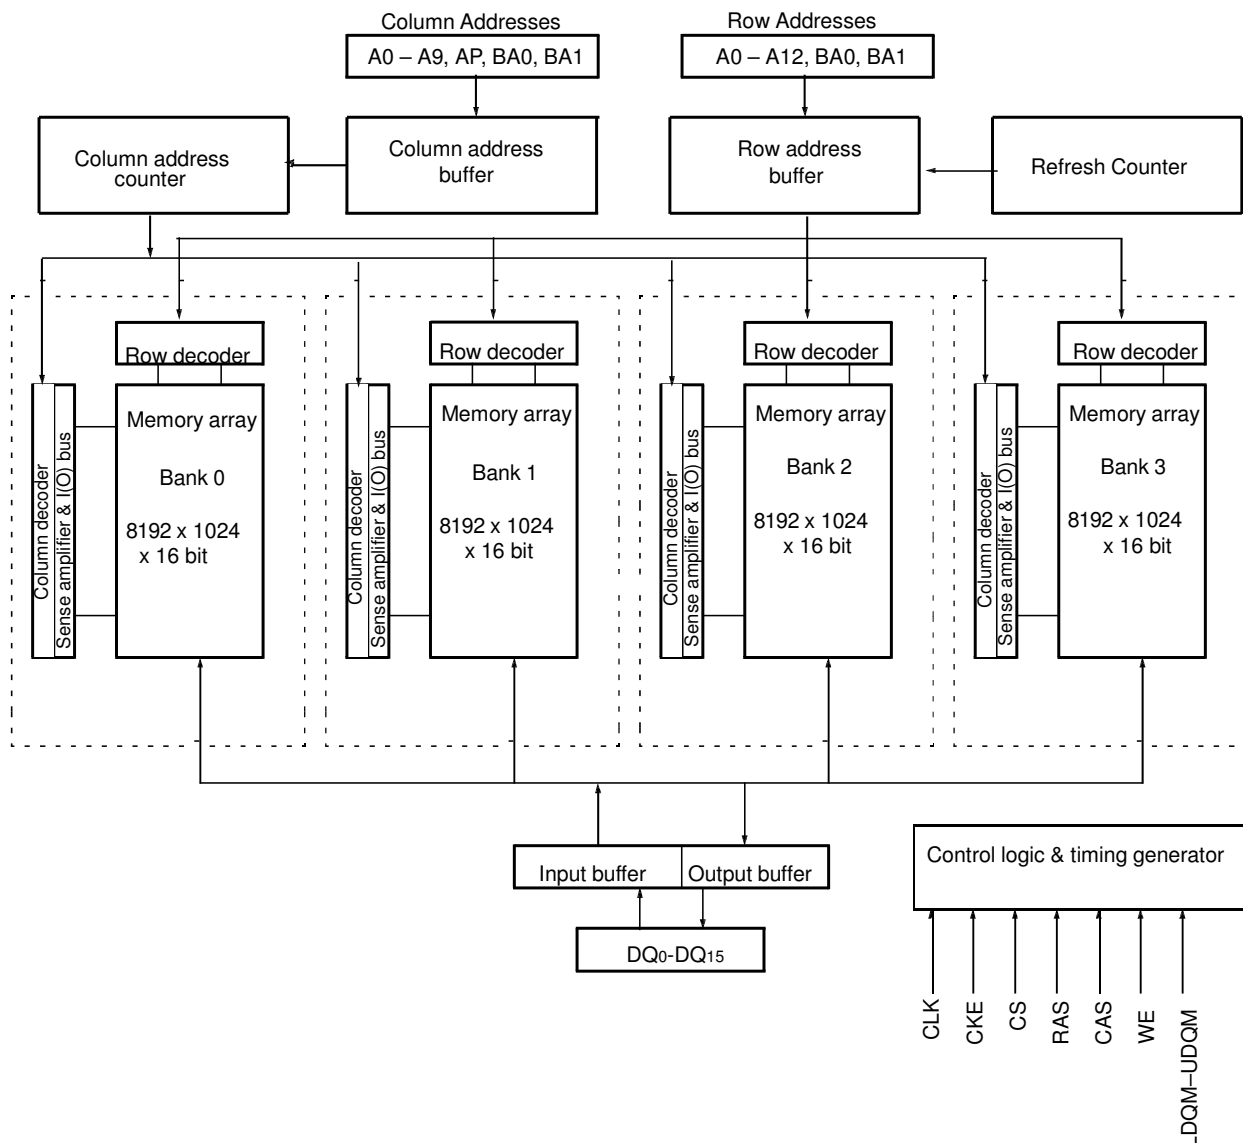 Column Addresses
Row Addresses
A0 – A9, AP, BA0, BA1
A0 – A12, BA0, BA1
Column address
counter
Column address
buffer
Row address
buffer
Refresh Counter
Row decoder
Row decoder
Row decoder
Row decoder
Column decoder
Sense amplifier & I(O) bus
Memory array
Bank 0
8192 x 1024
x 16 bit
Column decoder
Sense amplifier & I(O) bus
Memory array
Bank 1
8192 x 1024
x 16 bit
Column decoder
Sense amplifier & I(O) bus
Memory array
Bank 2
8192 x 1024
x 16 bit
Column decoder
Sense amplifier & I(O) bus
Memory array
Bank 3
8192 x 1024
x 16 bit
Input buffer
Output buffer
DQ0-DQ15
Control logic & timing generator
CLK
CKE
CS
RAS
CAS
WE
LDQM–UDQM